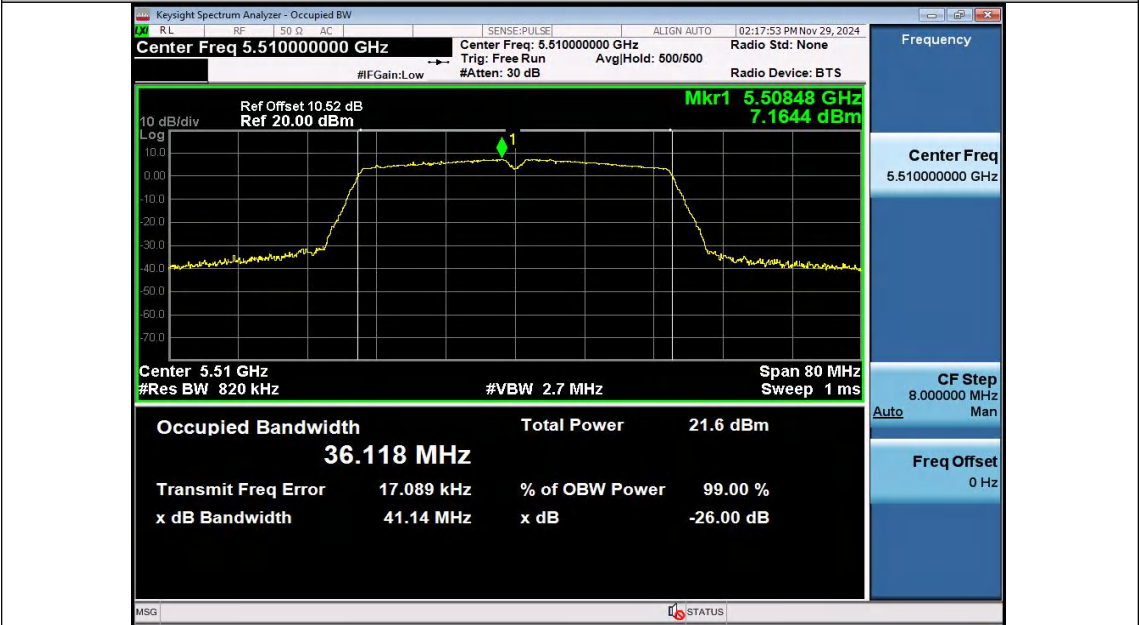 Keysight Spectrum Analyzer - Occupied BW
LXI RL RF 50 Ω AC SENSE:PULSE ALIGN AUTO 02:17:53 PM Nov 29, 2024
Center Freq 5.510000000 GHz
Center Freq: 5.510000000 GHz Radio Std: None
Trig: Free Run Avg|Hold: 500/500
#IFGain:Low #Atten: 30 dB Radio Device: BTS
Frequency
Mkr1 5.50848 GHz
7.1644 dBm
Ref Offset 10.52 dB
10 dB/div Ref 20.00 dBm
Log
1
10.0
0.00
-10.0
-20.0
-30.0
-40.0
-50.0
-60.0
-70.0
Center 5.51 GHz Span 80 MHz
#Res BW 820 kHz #VBW 2.7 MHz Sweep 1 ms
Occupied Bandwidth Total Power 21.6 dBm
36.118 MHz
Transmit Freq Error 17.089 kHz % of OBW Power 99.00 %
x dB Bandwidth 41.14 MHz x dB -26.00 dB
Center Freq
5.510000000 GHz
CF Step
8.000000 MHz
Auto Man
Freq Offset
0 Hz
MSG STATUS